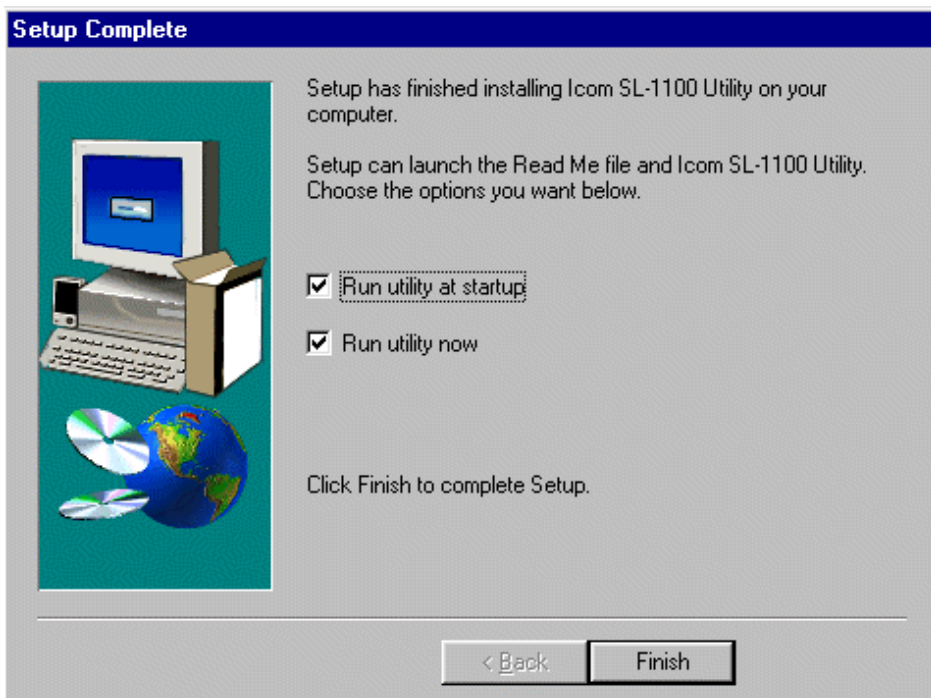 Setup Complete
Setup has finished installing Icom SL-1100 Utility on your
computer.
Setup can launch the Read Me file and Icom SL-1100 Utility.
Choose the options you want below.
Run utility at startup
Run utility now
Click Finish to complete Setup.
< Back
Finish